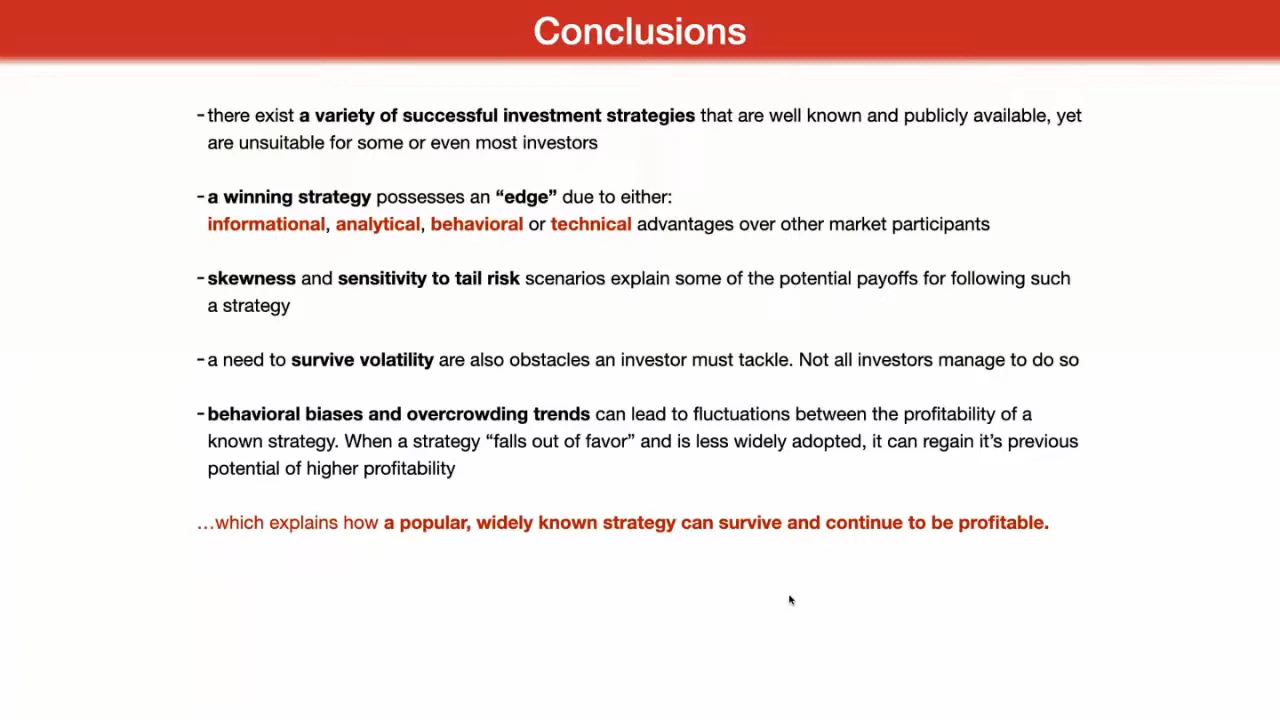 Conclusions
-there exist a variety of successful investment strategies that are well known and publicly available, yet
are unsuitable for some or even most investors
-a winning strategy possesses an “edge” due to either:
informational, analytical, behavioral or technical advantages over other market participants
-skewness and sensitivity to tail risk scenarios explain some of the potential payoffs for following such
a strategy
-a need to survive volatility are also obstacles an investor must tackle. Not all investors manage to do so
-behavioral biases and overcrowding trends can lead to fluctuations between the profitability of a
known strategy. When a strategy “falls out of favor” and is less widely adopted, it can regain it’s previous
potential of higher profitability
…which explains how a popular, widely known strategy can survive and continue to be profitable.